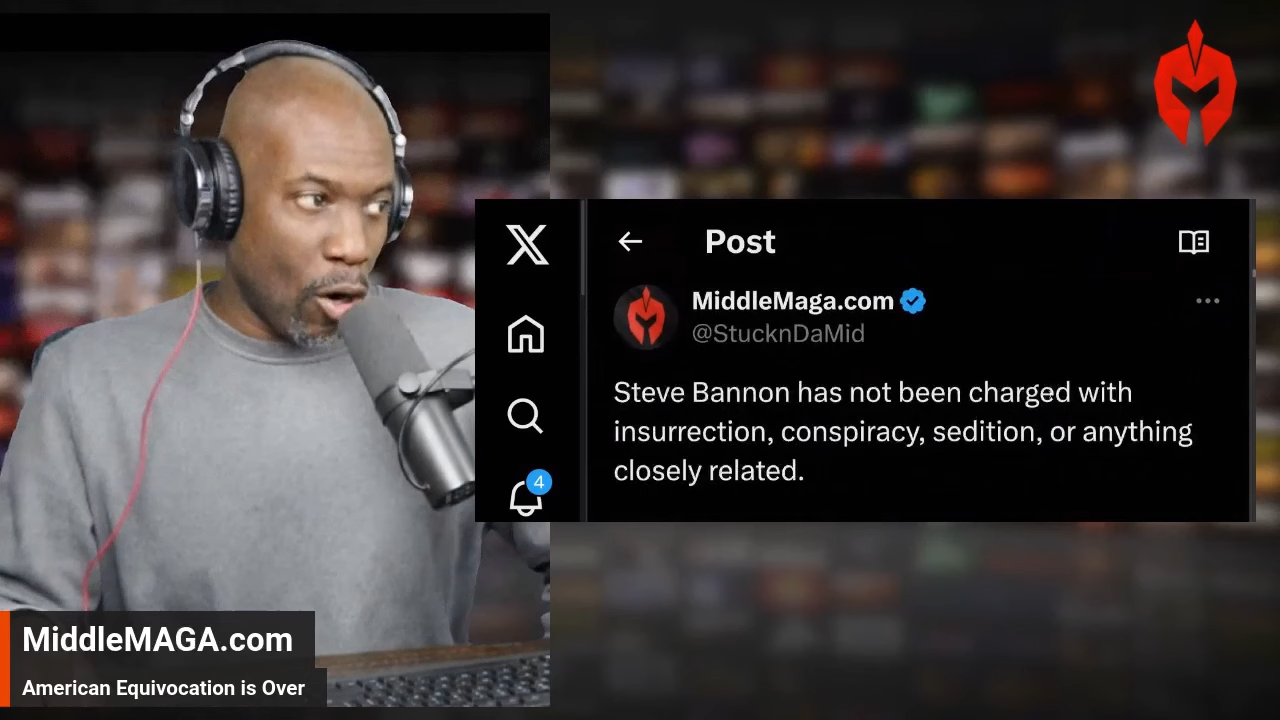 Post
MiddleMaga.com
@StucknDaMid
Steve Bannon has not been charged with
insurrection, conspiracy, sedition, or anything
closely related.
4
MiddleMAGA.com
American Equivocation is Over